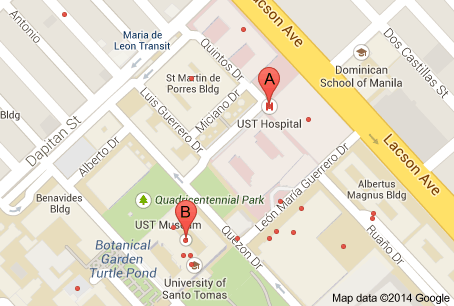 Antonio
Maria de
Leon Transit
Lacson Ave
Quintos Dr
Dos Castillas St
St Martin de
Porres Bldg
A
Dominican
School of Manila
Luis Guerrero Dr
Miciano Dr
UST Hospital
Bldg
Dapitan St
Alberto Dr
Lacson Ave
Benavides
Bldg
Quadricentennial Park
León Maria Guerrero Dr
Albertus
Magnus Bldg
B
UST Museum
Quezon Dr
Ruaño Dr
Botanical
Garden
Turtle Pond
University of
Santo Tomas
Map data ©2014 Google